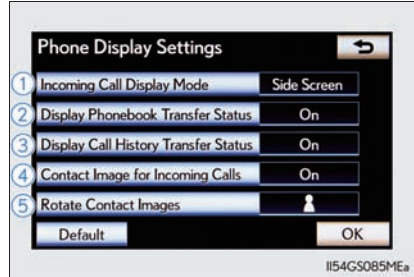 Phone Display Settings
1 Incoming Call Display Mode Side Screen
2 Display Phonebook Transfer Status On
3 Display Call History Transfer Status On
4 Contact Image for Incoming Calls On
5 Rotate Contact Images
Default OK
II54GS085MEa